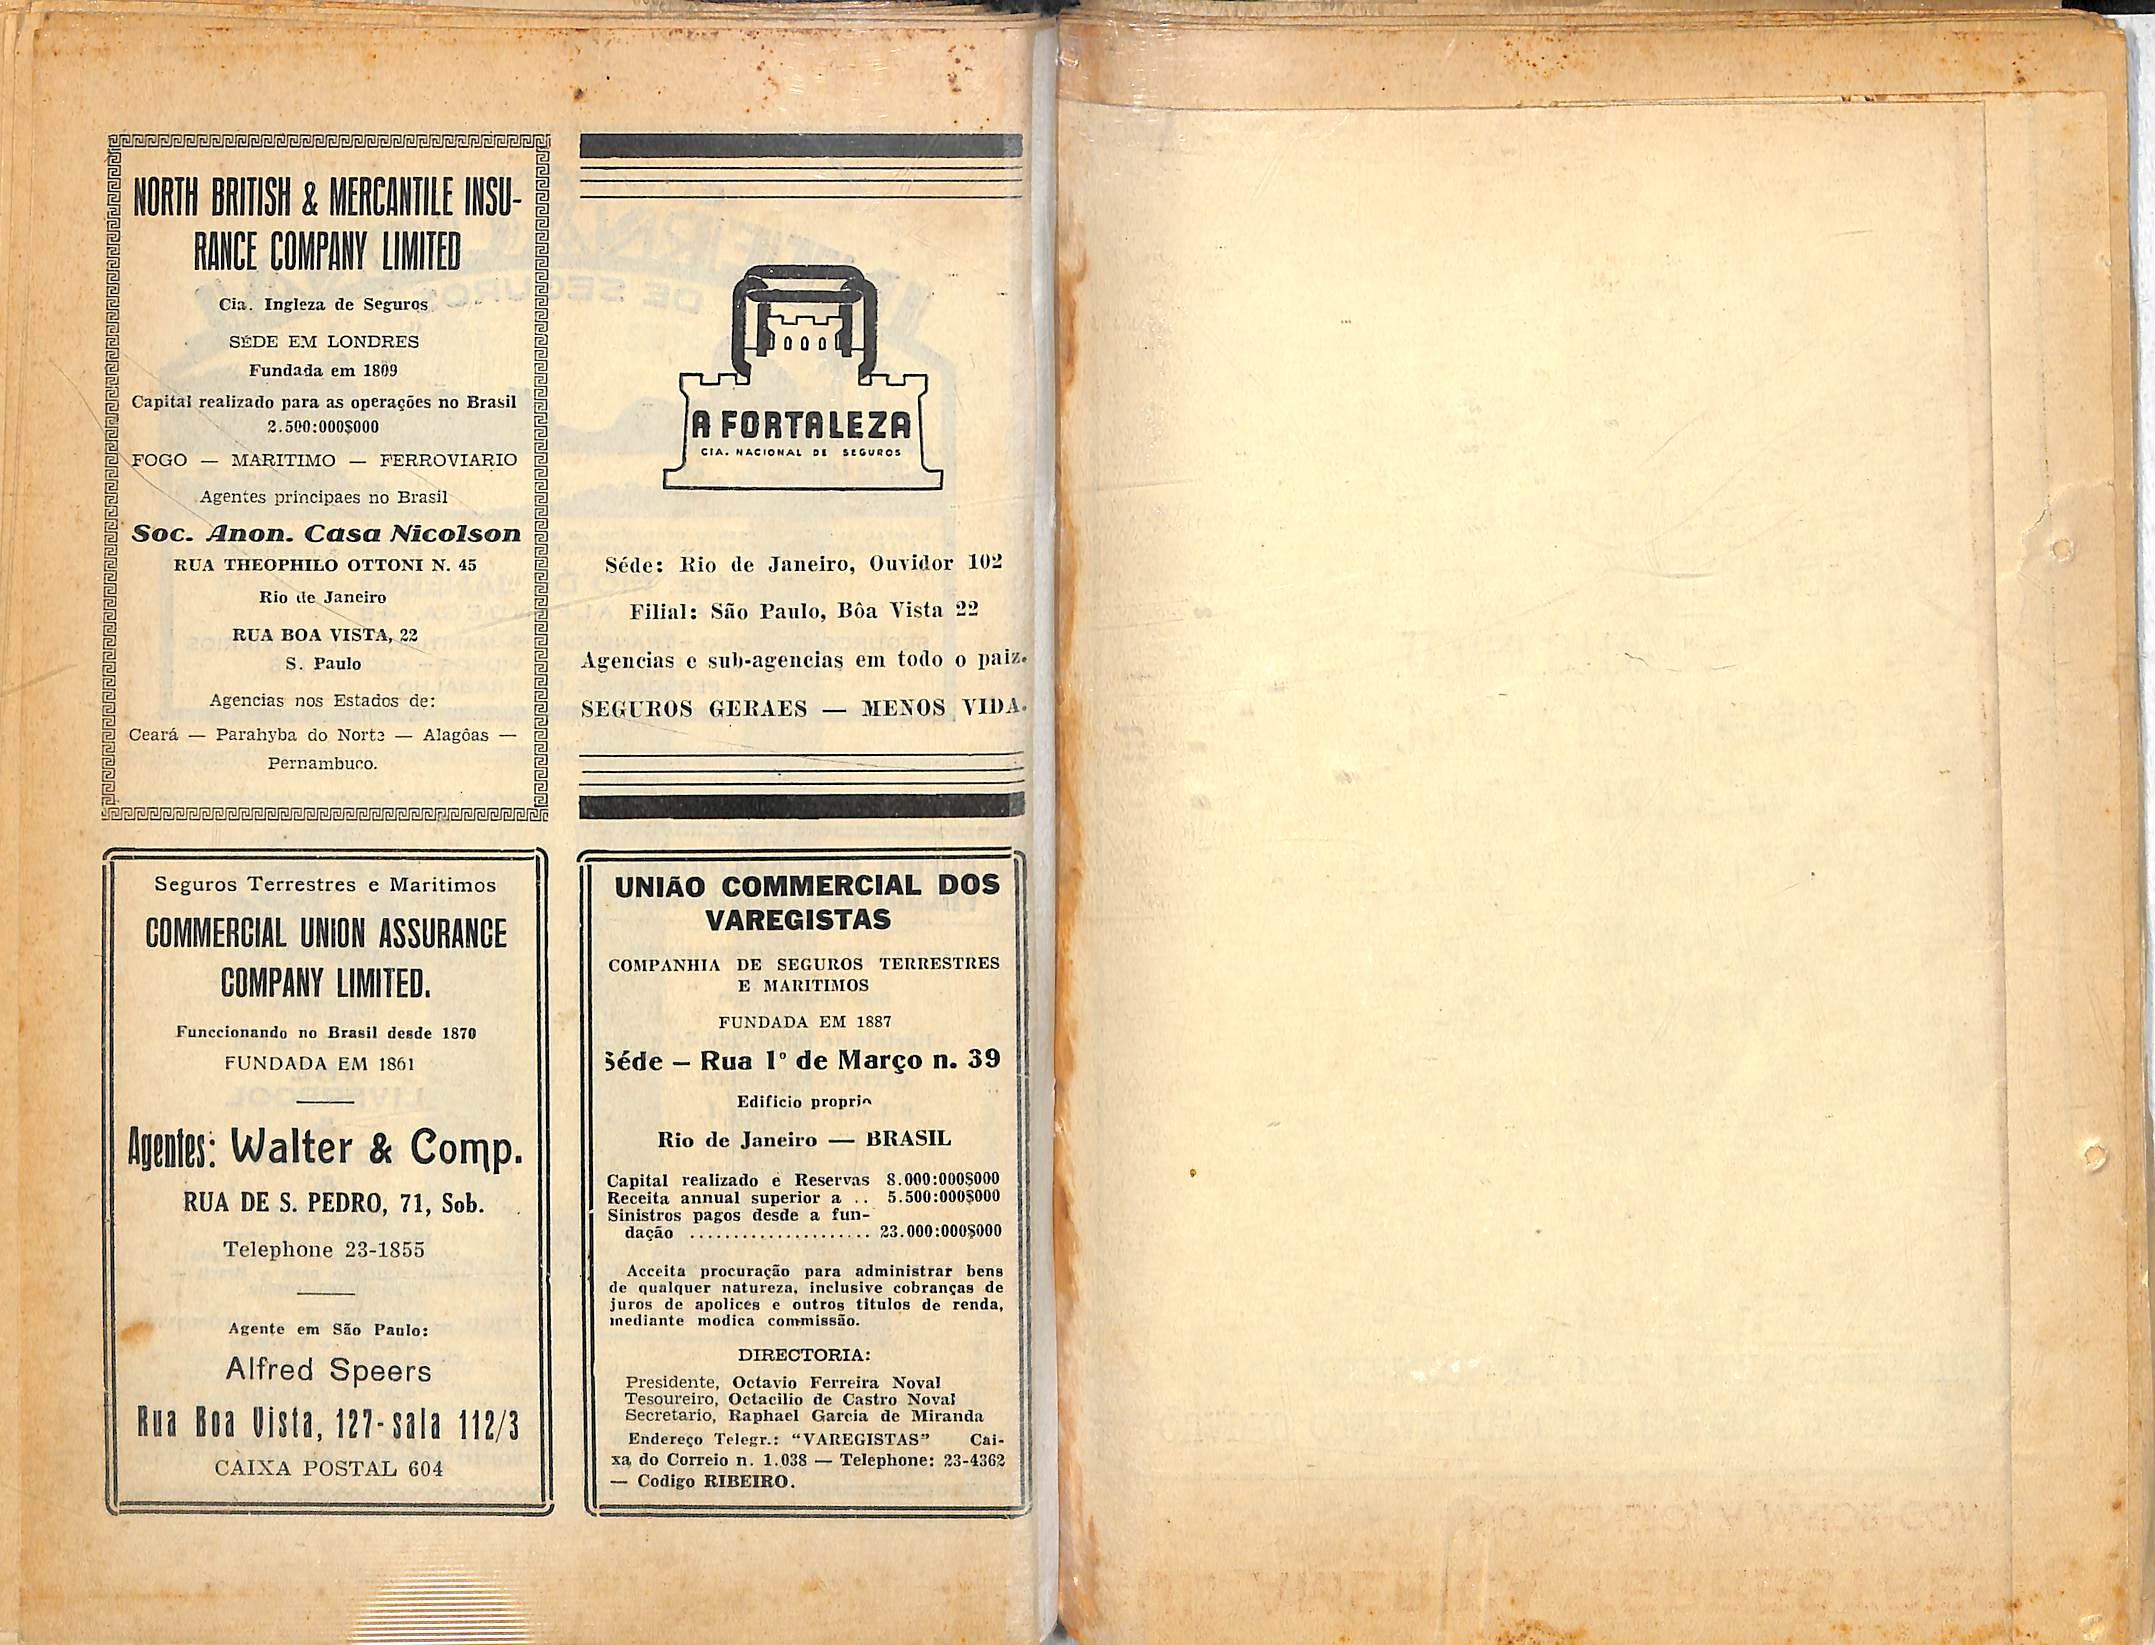 NORTH BRITISH & MERCANTILE INSU-
RANCE COMPANY LIMITED
Cia. Ingleza de Seguros
SÉDE EM LONDRES
Fundada em 1809
Capital realizado para as operações no Brasil
2.500:000$000
FOGO — MARITIMO — FERROVIARIO
Agentes principaes no Brasil
Soc. Anon. Casa Nicolson
RUA THEOPHILO OTTONI N. 45
Rio de Janeiro
RUA BOA VISTA, 22
S. Paulo
Agencias nos Estados de:
Ceará — Parahyba do Norte — Alagôas —
Pernambuco.
A FORTALEZA
CIA. NACIONAL DE SEGUROS
Séde: Rio de Janeiro, Ouvidor 102
Filial: São Paulo, Bôa Vista 22
Agencias e sub-agencias em todo o paiz.
SEGUROS GERAES — MENOS VIDA.
Seguros Terrestres e Maritimos
COMMERCIAL UNION ASSURANCE
COMPANY LIMITED.
Funccionando no Brasil desde 1870
FUNDADA EM 1861
Agentes: Walter & Comp.
RUA DE S. PEDRO, 71, Sob.
Telephone 23-1855
Agente em São Paulo:
Alfred Speers
Rua Boa Vista, 127-sala 112/3
CAIXA POSTAL 604
UNIÃO COMMERCIAL DOS
VAREGISTAS
COMPANHIA DE SEGUROS TERRESTRES
E MARITIMOS
FUNDADA EM 1887
Séde — Rua 1º de Março n. 39
Edificio proprio
Rio de Janeiro — BRASIL
Capital realizado e Reservas 8.000:000$000
Receita annual superior a .. 5.500:000$000
Sinistros pagos desde a fun-
dação ..................... 23.000:000$000
Acceita procuração para administrar bens
de qualquer natureza, inclusive cobranças de
juros de apolices e outros titulos de renda,
mediante modica commissão.
DIRECTORIA:
Presidente, Octavio Ferreira Noval
Tesoureiro, Octacilio de Castro Noval
Secretario, Raphael Garcia de Miranda
Endereço Telegr.: "VAREGISTAS" Cai-
xa do Correio n. 1.038 — Telephone: 23-4362
— Codigo RIBEIRO.